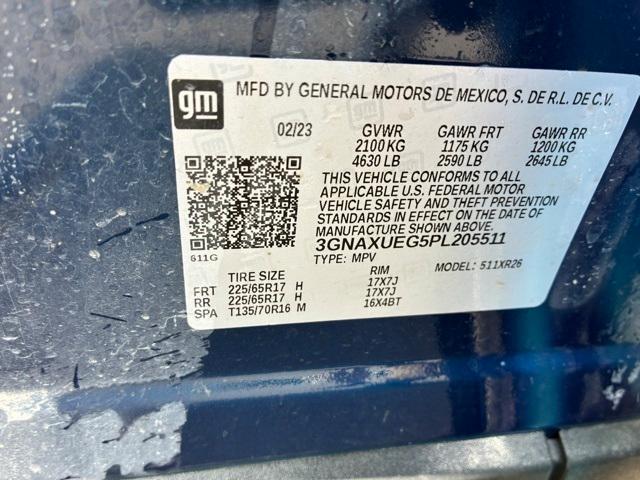 gm
MFD BY GENERAL MOTORS DE MEXICO, S. DE R.L. DE C.V.
02/23 GVWR GAWR FRT GAWR RR
2100 KG 1175 KG 1200 KG
4630 LB 2590 LB 2645 LB
THIS VEHICLE CONFORMS TO ALL
APPLICABLE U.S. FEDERAL MOTOR
VEHICLE SAFETY AND THEFT PREVENTION
STANDARDS IN EFFECT ON THE DATE OF
MANUFACTURE SHOWN ABOVE.
3GNAXUEG5PL205511
611G
TYPE: MPV MODEL: 511XR26
TIRE SIZE RIM
FRT 225/65R17 H 17X7J
RR 225/65R17 H 17X7J
SPA T135/70R16 M 16X4BT